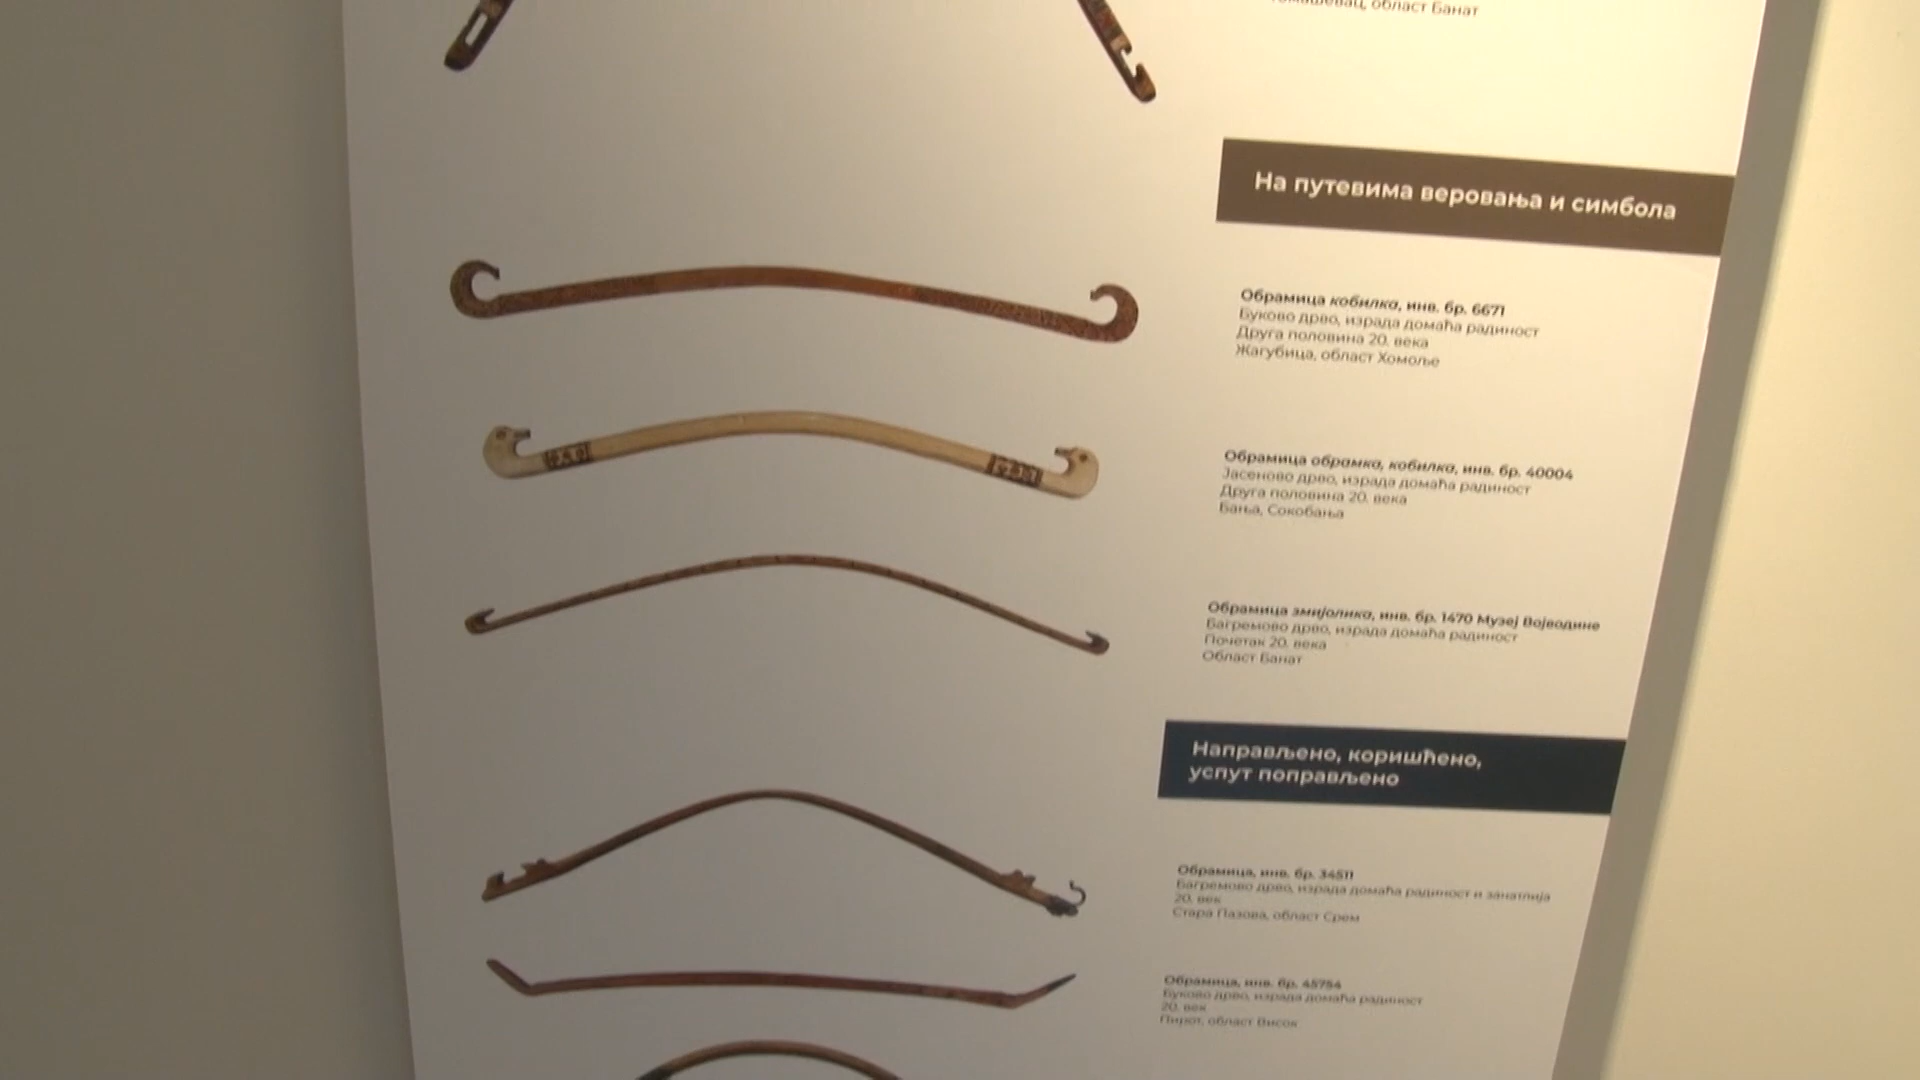 област Банат
На путевима веровања и симбола
Обрамица кобилка, инв. бр. 6671
Буково дрво, израда домаћа радиност
Друга половина 20. века
Жагубица, област Хомоље
Обрамица обрамка, кобилка, инв. бр. 40004
Јасеново дрво, израда домаћа радиност
Друга половина 20. века
Бања, Сокобања
Обрамица змијолика, инв. бр. 1470 Музеј Војводине
Багремово дрво, израда домаћа радиност
Почетак 20. века
Област Банат
Направљено, коришћено,
успут поправљено
Обрамица, инв. бр. 34511
Багремово дрво, израда домаћа радиност и занатлија
20. век
Стара Пазова, област Срем
Обрамица, инв. бр. 45754
Буково дрво, израда домаћа радиност
20. век
Пирот, област Висок